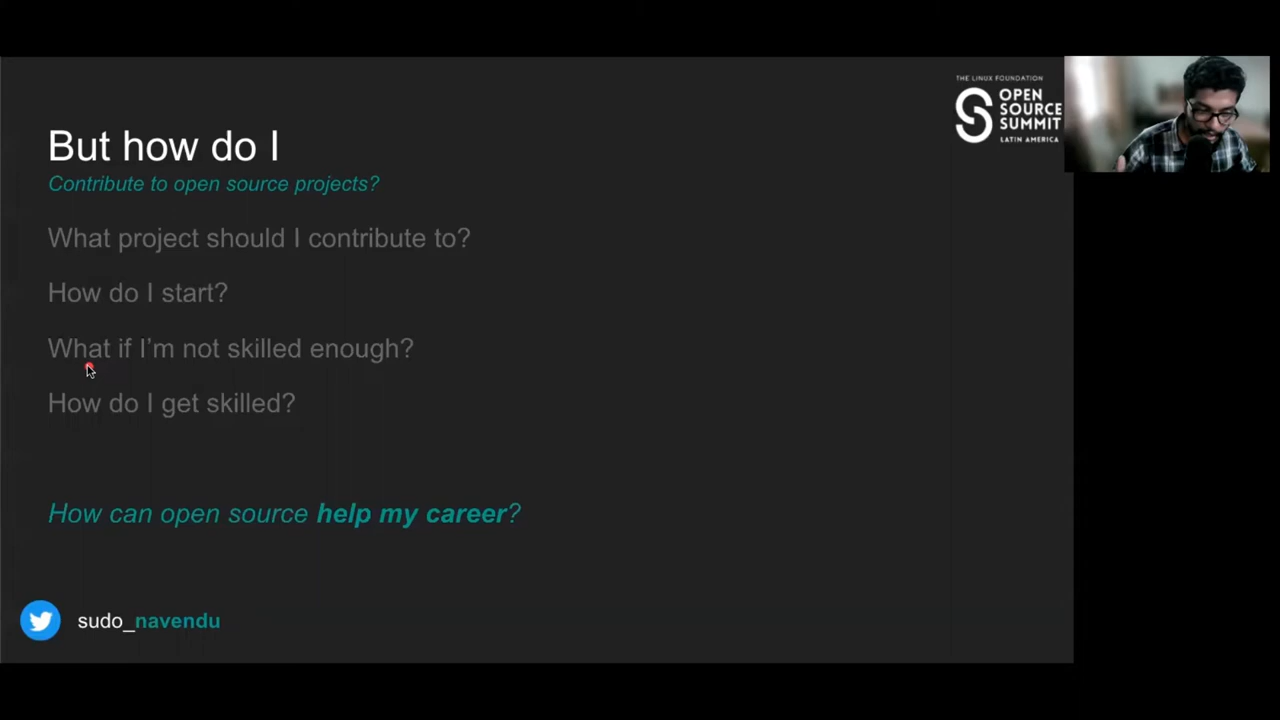 THE LINUX FOUNDATION
OPEN
SOURCE
SUMMIT
LATIN AMERICA
But how do I
Contribute to open source projects?
What project should I contribute to?
How do I start?
What if I’m not skilled enough?
How do I get skilled?
How can open source help my career?
sudo_navendu